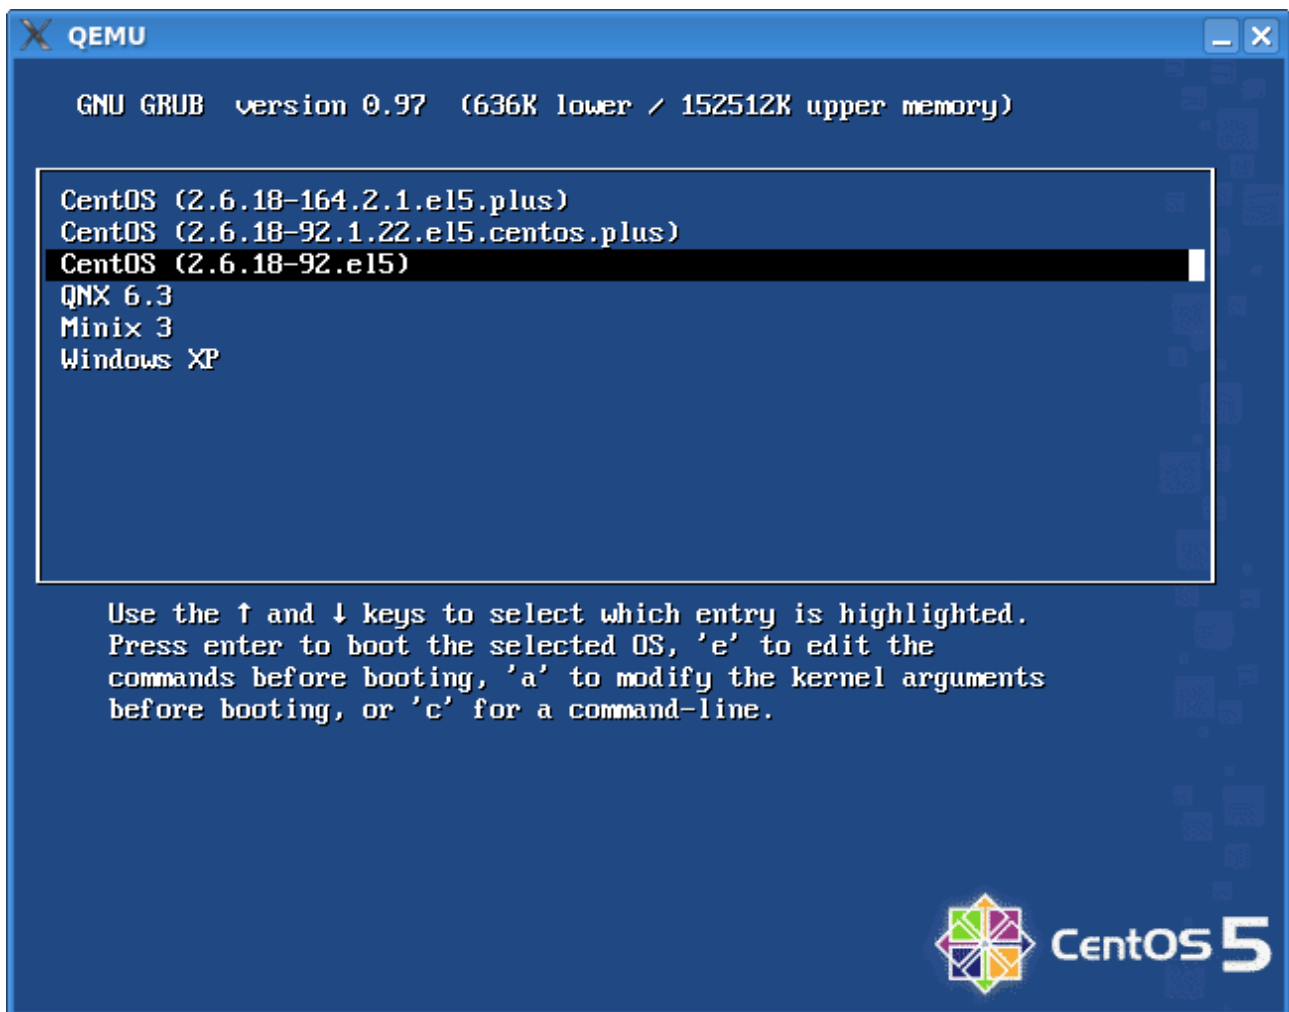 QEMU
GNU GRUB  version 0.97  (636K lower / 152512K upper memory)
CentOS (2.6.18-164.2.1.el5.plus)
CentOS (2.6.18-92.1.22.el5.centos.plus)
CentOS (2.6.18-92.el5)
QNX 6.3
Minix 3
Windows XP
Use the ↑ and ↓ keys to select which entry is highlighted.
Press enter to boot the selected OS, 'e' to edit the
commands before booting, 'a' to modify the kernel arguments
before booting, or 'c' for a command-line.
CentOS 5